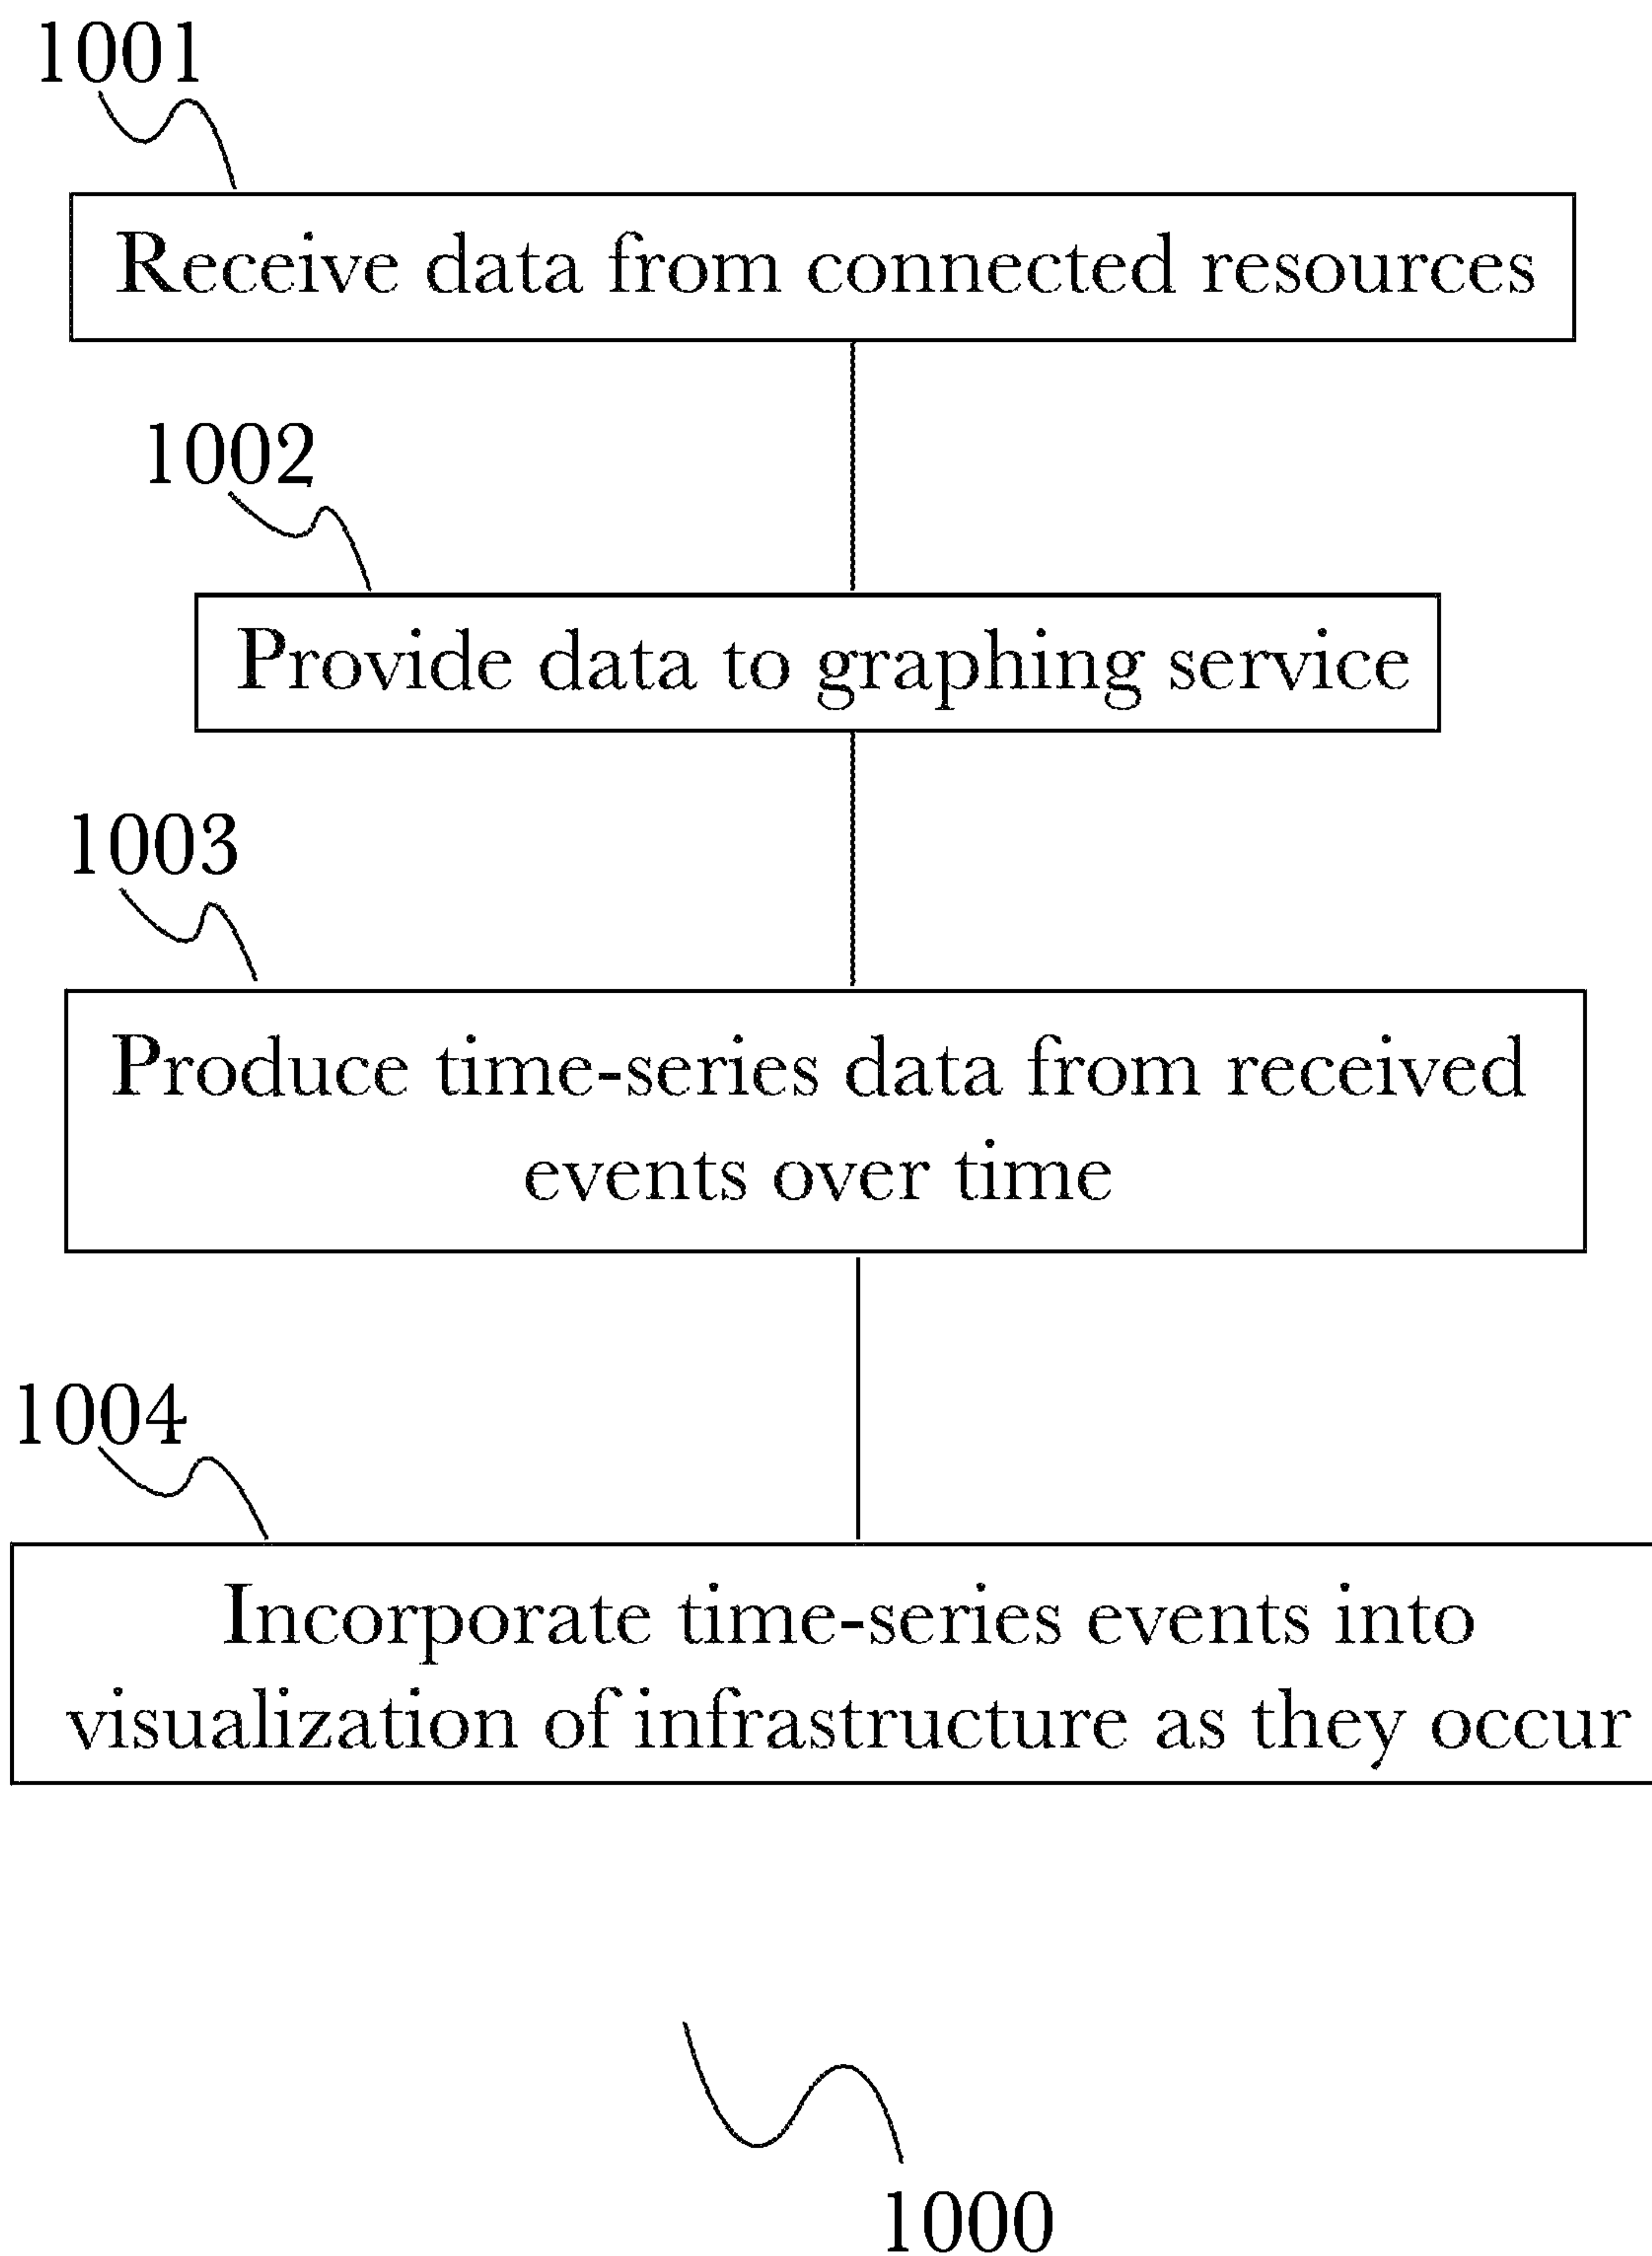 1001
Receive data from connected resources
1002
Provide data to graphing service
1003
Produce time-series data from received
events over time
1004
Incorporate time-series events into
visualization of infrastructure as they occur
1000